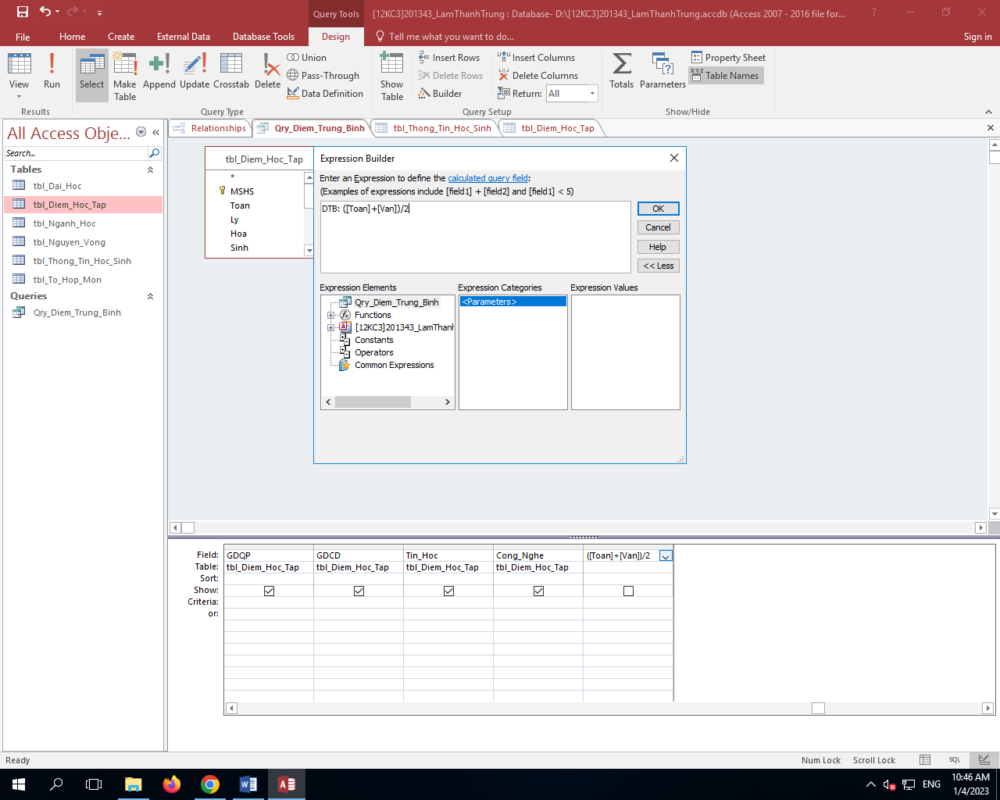 Query Tools
[12KC3]201343_LamThanhTrung : Database- D:\[12KC3]201343_LamThanhTrung.accdb (Access 2007 - 2016 file for...
File
Home
Create
External Data
Database Tools
Design
Tell me what you want to do...
Sign in
View
Run
Select
Make Table
Append
Update
Crosstab
Delete
Union
Pass-Through
Data Definition
Show Table
Insert Rows
Delete Rows
Builder
Insert Columns
Delete Columns
Return:
All
Totals
Parameters
Property Sheet
Table Names
Results
Query Type
Query Setup
Show/Hide
All Access Obje...
Search...
Tables
tbl_Dai_Hoc
tbl_Diem_Hoc_Tap
tbl_Nganh_Hoc
tbl_Nguyen_Vong
tbl_Thong_Tin_Hoc_Sinh
tbl_To_Hop_Mon
Queries
Qry_Diem_Trung_Binh
Relationships
Qry_Diem_Trung_Binh
tbl_Thong_Tin_Hoc_Sinh
tbl_Diem_Hoc_Tap
tbl_Diem_Hoc_Tap
*
MSHS
Toan
Ly
Hoa
Sinh
Expression Builder
Enter an Expression to define the calculated query field:
(Examples of expressions include [field1] + [field2] and [field1] < 5)
DTB: ([Toan]+[Van])/2
OK
Cancel
Help
<< Less
Expression Elements
Expression Categories
Expression Values
Qry_Diem_Trung_Binh
Functions
[12KC3]201343_LamThanh
Constants
Operators
Common Expressions
<Parameters>
Field:
GDQP
GDCD
Tin_Hoc
Cong_Nghe
([Toan]+[Van])/2
Table:
tbl_Diem_Hoc_Tap
tbl_Diem_Hoc_Tap
tbl_Diem_Hoc_Tap
tbl_Diem_Hoc_Tap
Sort:
Show:
Criteria:
or:
Ready
Num Lock
Scroll Lock
SQL
ENG
10:46 AM
1/4/2023